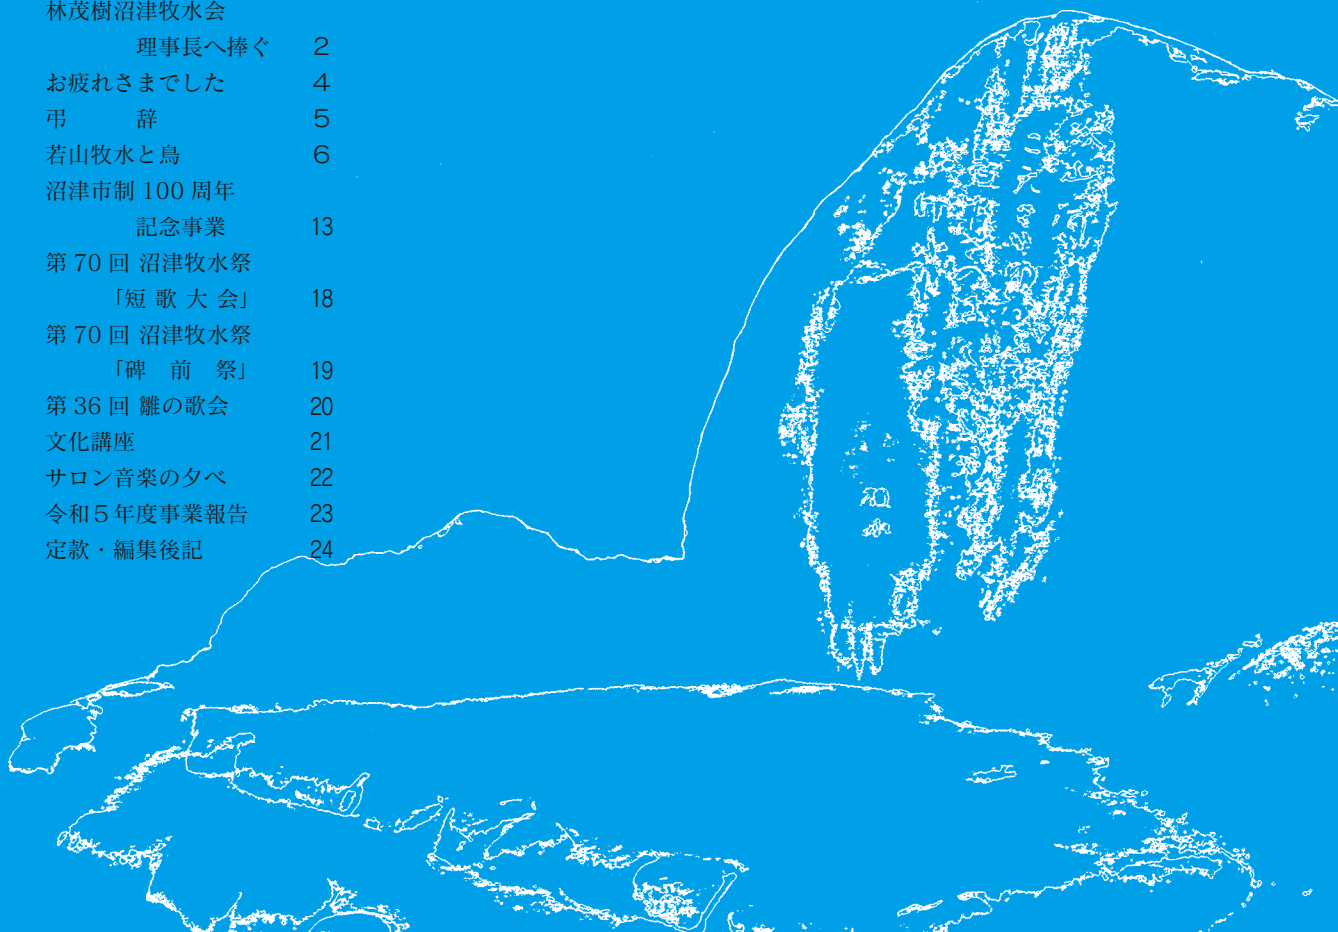 林茂樹沼津牧水会
理事長へ捧ぐ 2
お疲れさまでした 4
弔　　　辞 5
若山牧水と鳥 6
沼津市制 100 周年
記念事業 13
第 70 回 沼津牧水祭
「短 歌 大 会」 18
第 70 回 沼津牧水祭
「碑　前　祭」 19
第 36 回 雛の歌会 20
文化講座 21
サロン音楽の夕べ 22
令和５年度事業報告 23
定款・編集後記 24